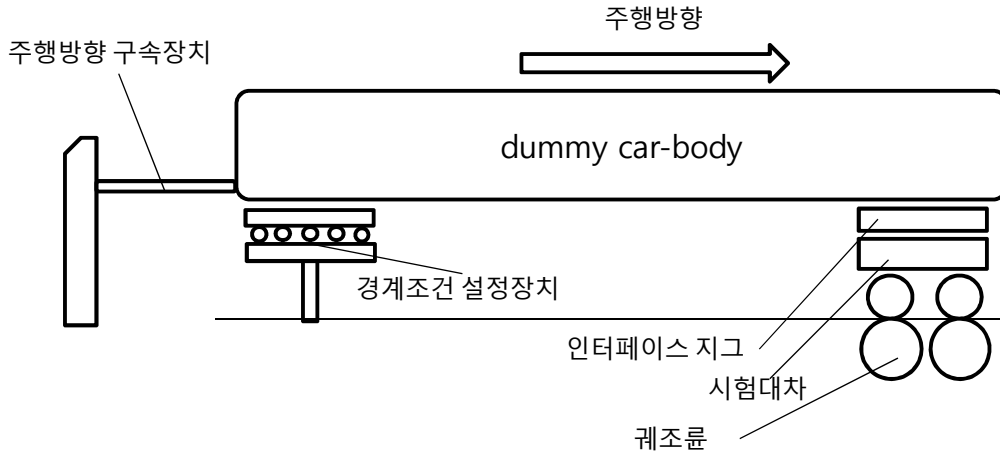 주행방향
주행방향 구속장치
dummy car-body
경계조건 설정장치
인터페이스 지그
시험대차
궤조륜